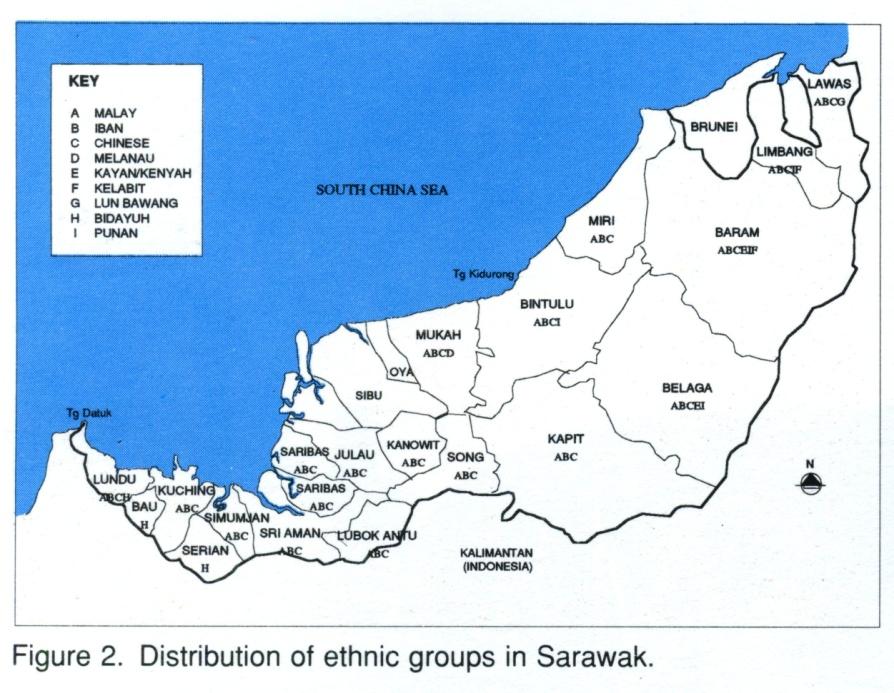 KEY
A MALAY
B IBAN
C CHINESE
D MELANAU
E KAYAN/KENYAH
F KELABIT
G LUN BAWANG
H BIDAYUH
I PUNAN
SOUTH CHINA SEA
LAWAS
ABCG
BRUNEI
LIMBANG
ABCIF
MIRI
ABC
BARAM
ABCEIF
Tg Kidurong
BINTULU
ABCI
MUKAH
ABCD
OYA
SIBU
BELAGA
ABCEI
Tg Datuk
SARIBAS
ABC
JULAU
ABC
KANOWIT
ABC
SONG
ABC
KAPIT
ABC
LUNDU
ABCH
BAU
H
KUCHING
ABC
SARIBAS
ABC
SIMUMJAN
ABC
SERIAN
H
SRI AMAN
ABC
LUBOK ANTU
ABC
KALIMANTAN
(INDONESIA)
N
Figure 2. Distribution of ethnic groups in Sarawak.